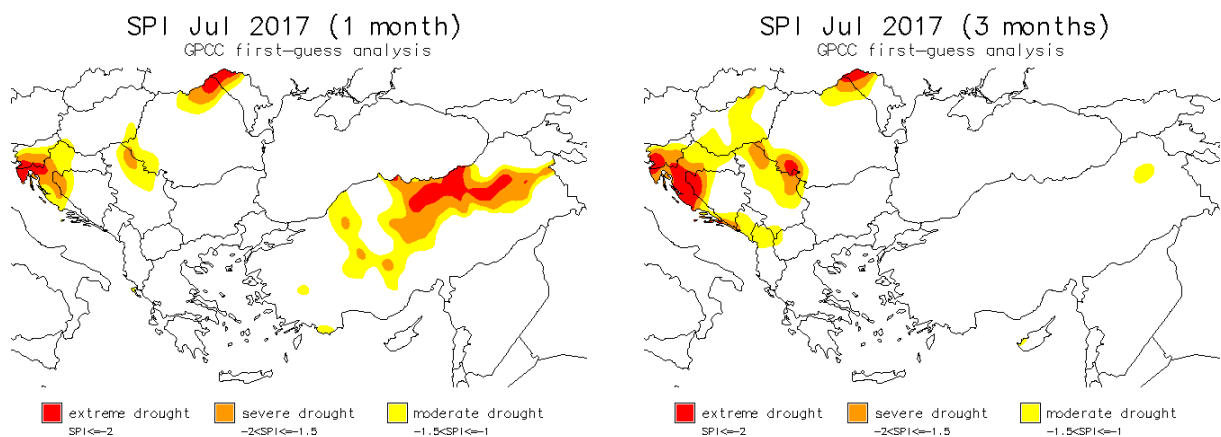 SPI Jul 2017 (1 month)
GPCC first–guess analysis
extreme drought
SPI<=-2
severe drought
-2<SPI<=-1.5
moderate drought
-1.5<SPI<=-1
SPI Jul 2017 (3 months)
GPCC first–guess analysis
extreme drought
SPI<=-2
severe drought
-2<SPI<=-1.5
moderate drought
-1.5<SPI<=-1